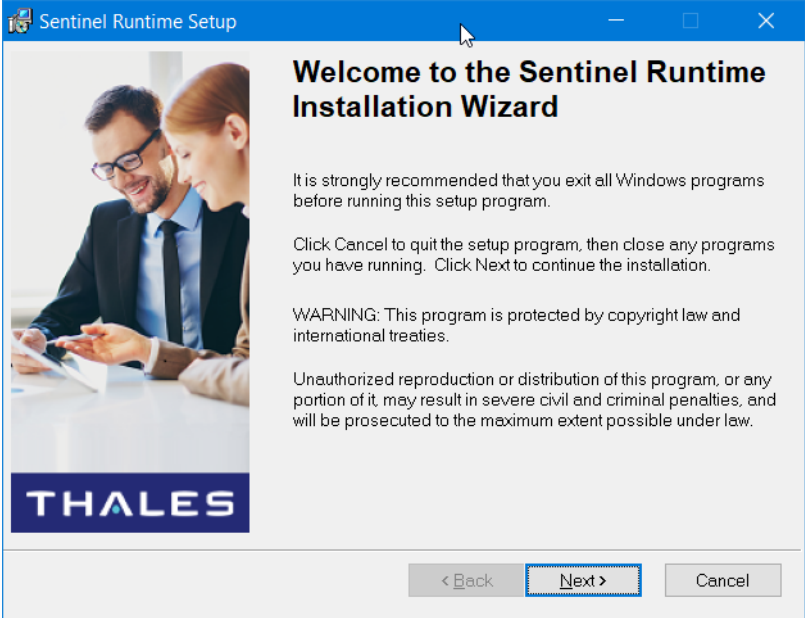 Sentinel Runtime Setup
Welcome to the Sentinel Runtime
Installation Wizard
It is strongly recommended that you exit all Windows programs
before running this setup program.
Click Cancel to quit the setup program, then close any programs
you have running. Click Next to continue the installation.
WARNING: This program is protected by copyright law and
international treaties.
Unauthorized reproduction or distribution of this program, or any
portion of it, may result in severe civil and criminal penalties, and
will be prosecuted to the maximum extent possible under law.
THALES
< Back
Next >
Cancel